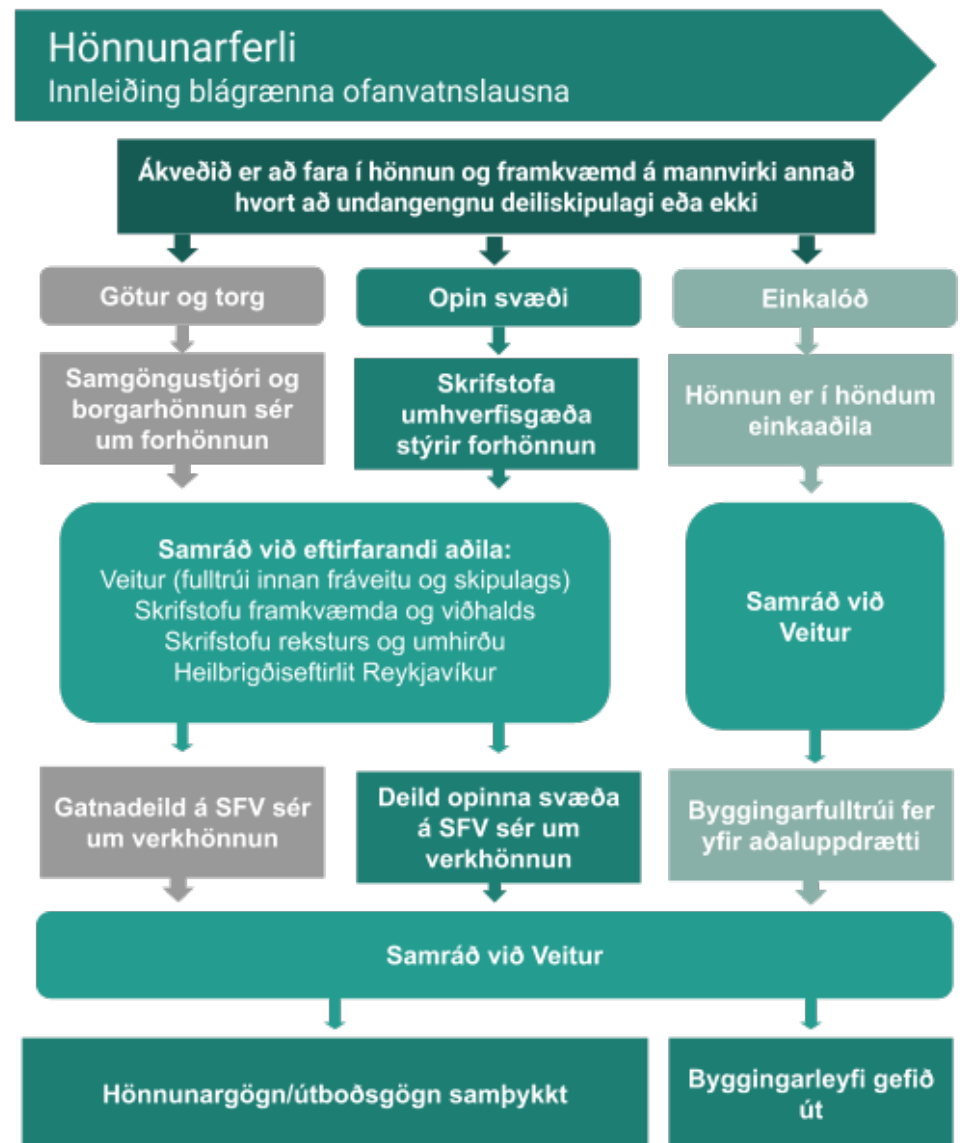 Hönnunarferli
Innleiðing blágrænna ofanvatnslausna
Ákveðið er að fara í hönnun og framkvæmd á mannvirki annað
hvort að undangengnu deiliskipulagi eða ekki
Götur og torg
Opin svæði
Einkalóð
Samgöngustjóri og
borgarhönnun sér
um forhönnun
Skrifstofa
umhverfisgæða
stýrir forhönnun
Hönnun er í höndum
einkaaðila
Samráð við eftirfarandi aðila:
Veitur (fulltrúi innan fráveitu og skipulags)
Skrifstofu framkvæmda og viðhalds
Skrifstofu reksturs og umhirðu
Heilbrigðiseftirlit Reykjavíkur
Samráð við
Veitur
Gatnadeild á SFV sér
um verkhönnun
Deild opinna svæða
á SFV sér um
verkhönnun
Byggingarfulltrúi fer
yfir aðaluppdrætti
Samráð við Veitur
Hönnunargögn/útboðsgögn samþykkt
Byggingarleyfi gefið
út